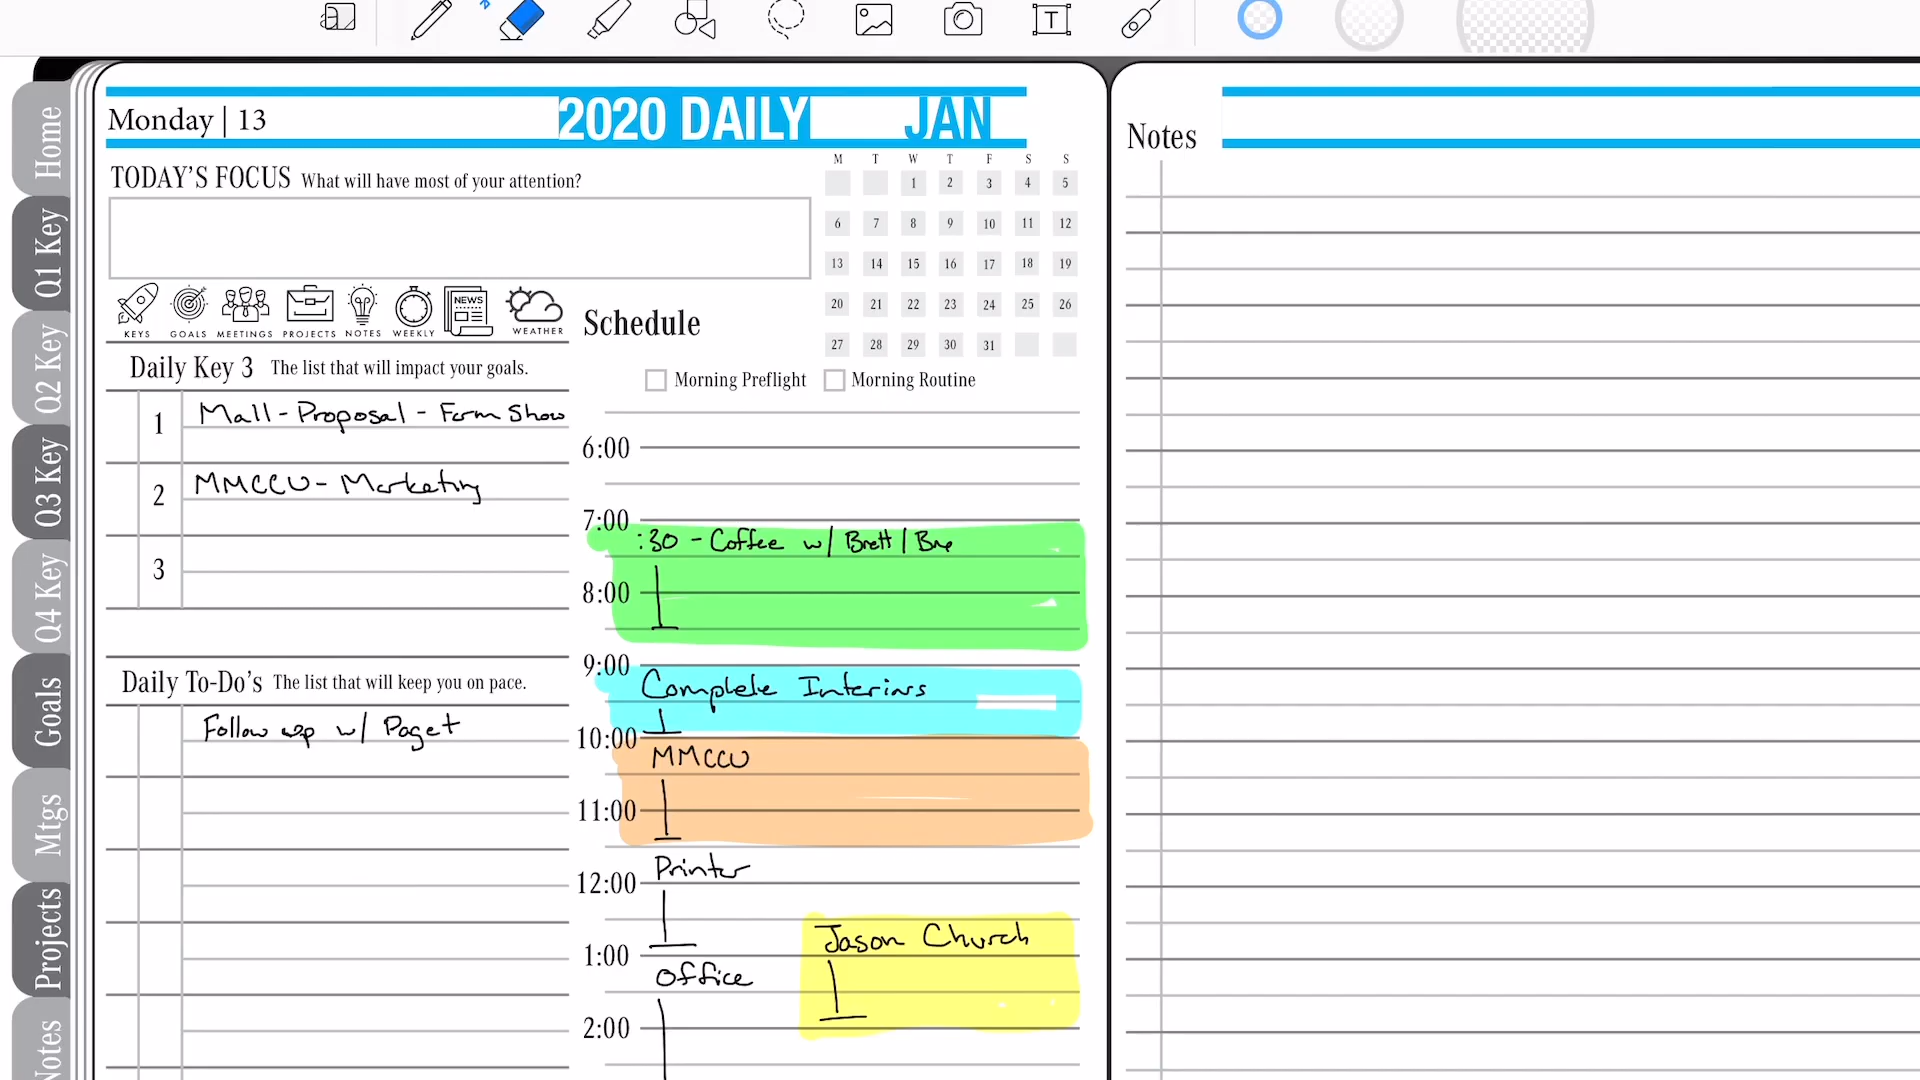 Home
Q1 Key
Q2 Key
Q3 Key
Q4 Key
Goals
Mtgs
Projects
Notes
T
Monday | 13
2020 DAILY
JAN
TODAY'S FOCUS What will have most of your attention?
M T W T F S S
1 2 3 4 5
6 7 8 9 10 11 12
13 14 15 16 17 18 19
20 21 22 23 24 25 26
27 28 29 30 31
NEWS
KEYS GOALS MEETINGS PROJECTS NOTES WEEKLY WEATHER
Daily Key 3 The list that will impact your goals.
1 Mall - Proposal - Farm Show
2 MMCCU - Marketing
3
Daily To-Do's The list that will keep you on pace.
Follow up w/ Paget
Schedule
Morning Preflight Morning Routine
6:00
7:00
:30 - Coffee w/ Brett / Bre
8:00
9:00
Complete Interiors
10:00
MMCCU
11:00
Printer
12:00
Jason Church
1:00
Office
2:00
Notes